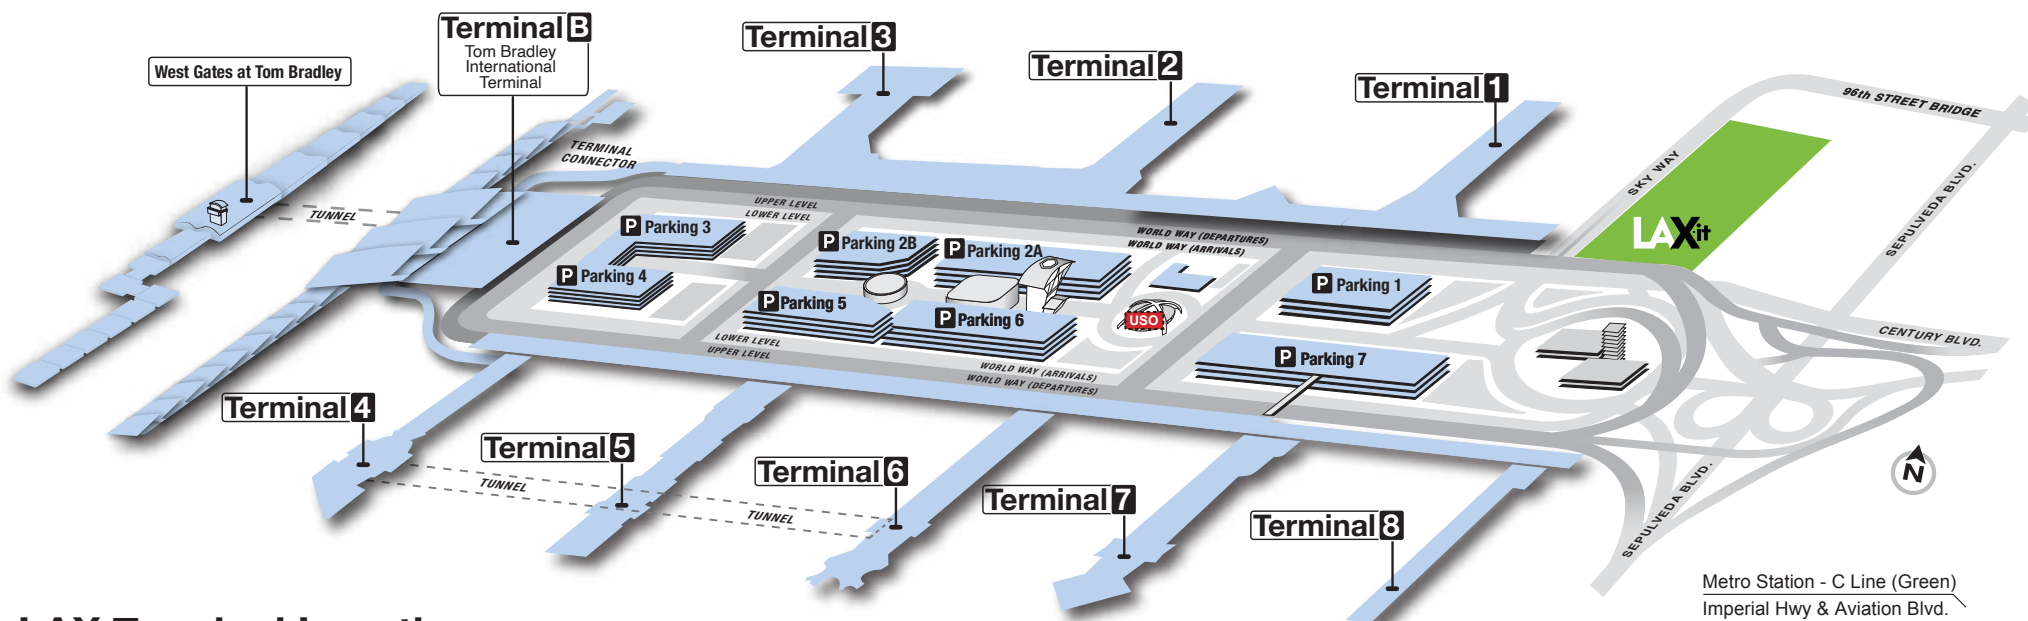 Terminal B
Tom Bradley
International
Terminal
West Gates at Tom Bradley
Terminal 3
Terminal 2
Terminal 1
96th STREET BRIDGE
SKY WAY
SEPULVEDA BLVD.
LAXit
TERMINAL
CONNECTOR
TUNNEL
UPPER LEVEL
LOWER LEVEL
WORLD WAY (DEPARTURES)
WORLD WAY (ARRIVALS)
P Parking 3
P Parking 4
P Parking 2B
P Parking 2A
P Parking 5
P Parking 6
USO
P Parking 1
P Parking 7
CENTURY BLVD.
LOWER LEVEL
UPPER LEVEL
WORLD WAY (ARRIVALS)
WORLD WAY (DEPARTURES)
Terminal 4
Terminal 5
Terminal 6
Terminal 7
Terminal 8
TUNNEL
TUNNEL
SEPULVEDA BLVD.
N
Metro Station - C Line (Green)
Imperial Hwy & Aviation Blvd.